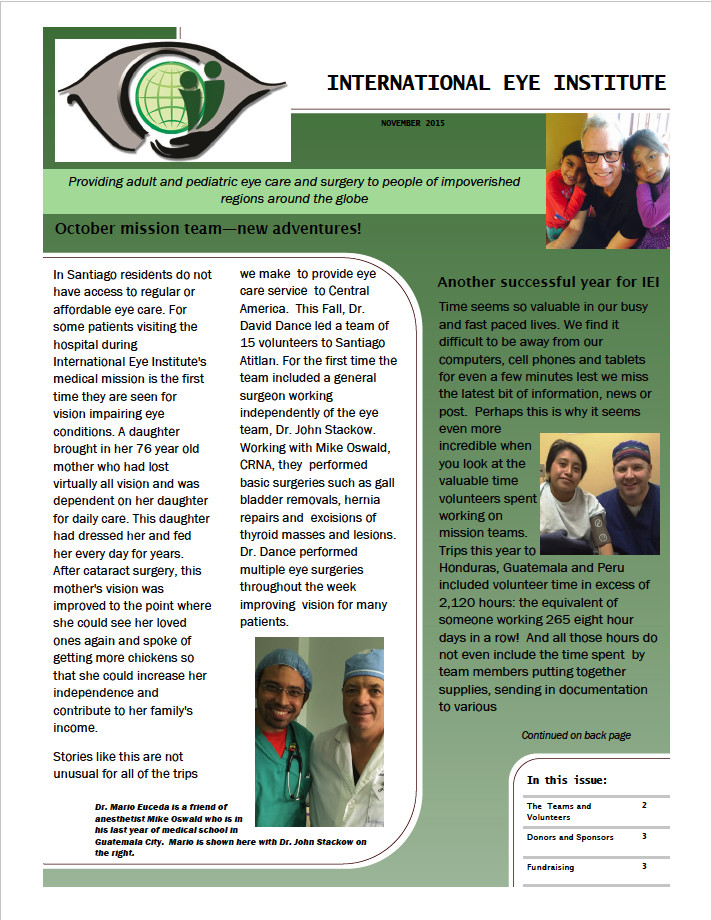 INTERNATIONAL EYE INSTITUTE
NOVEMBER 2015
Providing adult and pediatric eye care and surgery to people of impoverished
regions around the globe
October mission team—new adventures!
In Santiago residents do not
have access to regular or
affordable eye care. For
some patients visiting the
hospital during
International Eye Institute's
medical mission is the first
time they are seen for
vision impairing eye
conditions. A daughter
brought in her 76 year old
mother who had lost
virtually all vision and was
dependent on her daughter
for daily care. This daughter
had dressed her and fed
her every day for years.
After cataract surgery, this
mother's vision was
improved to the point where
she could see her loved
ones again and spoke of
getting more chickens so
that she could increase her
independence and
contribute to her family's
income.
Stories like this are not
unusual for all of the trips
we make to provide eye
care service to Central
America. This Fall, Dr.
David Dance led a team of
15 volunteers to Santiago
Atitlan. For the first time the
team included a general
surgeon working
independently of the eye
team, Dr. John Stackow.
Working with Mike Oswald,
CRNA, they performed
basic surgeries such as gall
bladder removals, hernia
repairs and excisions of
thyroid masses and lesions.
Dr. Dance performed
multiple eye surgeries
throughout the week
improving vision for many
patients.
Dr. Mario Euceda is a friend of
anesthetist Mike Oswald who is in
his last year of medical school in
Guatemala City. Mario is shown here with Dr. John Stackow on
the right.
Another successful year for IEI
Time seems so valuable in our busy
and fast paced lives. We find it
difficult to be away from our
computers, cell phones and tablets
for even a few minutes lest we miss
the latest bit of information, news or
post. Perhaps this is why it seems
even more
incredible when
you look at the
valuable time
volunteers spent
working on
mission teams.
Trips this year to
Honduras, Guatemala and Peru
included volunteer time in excess of
2,120 hours: the equivalent of
someone working 265 eight hour
days in a row! And all those hours do
not even include the time spent by
team members putting together
supplies, sending in documentation
to various
Continued on back page
In this issue:
The Teams and 2
Volunteers
Donors and Sponsors 3
Fundraising 3